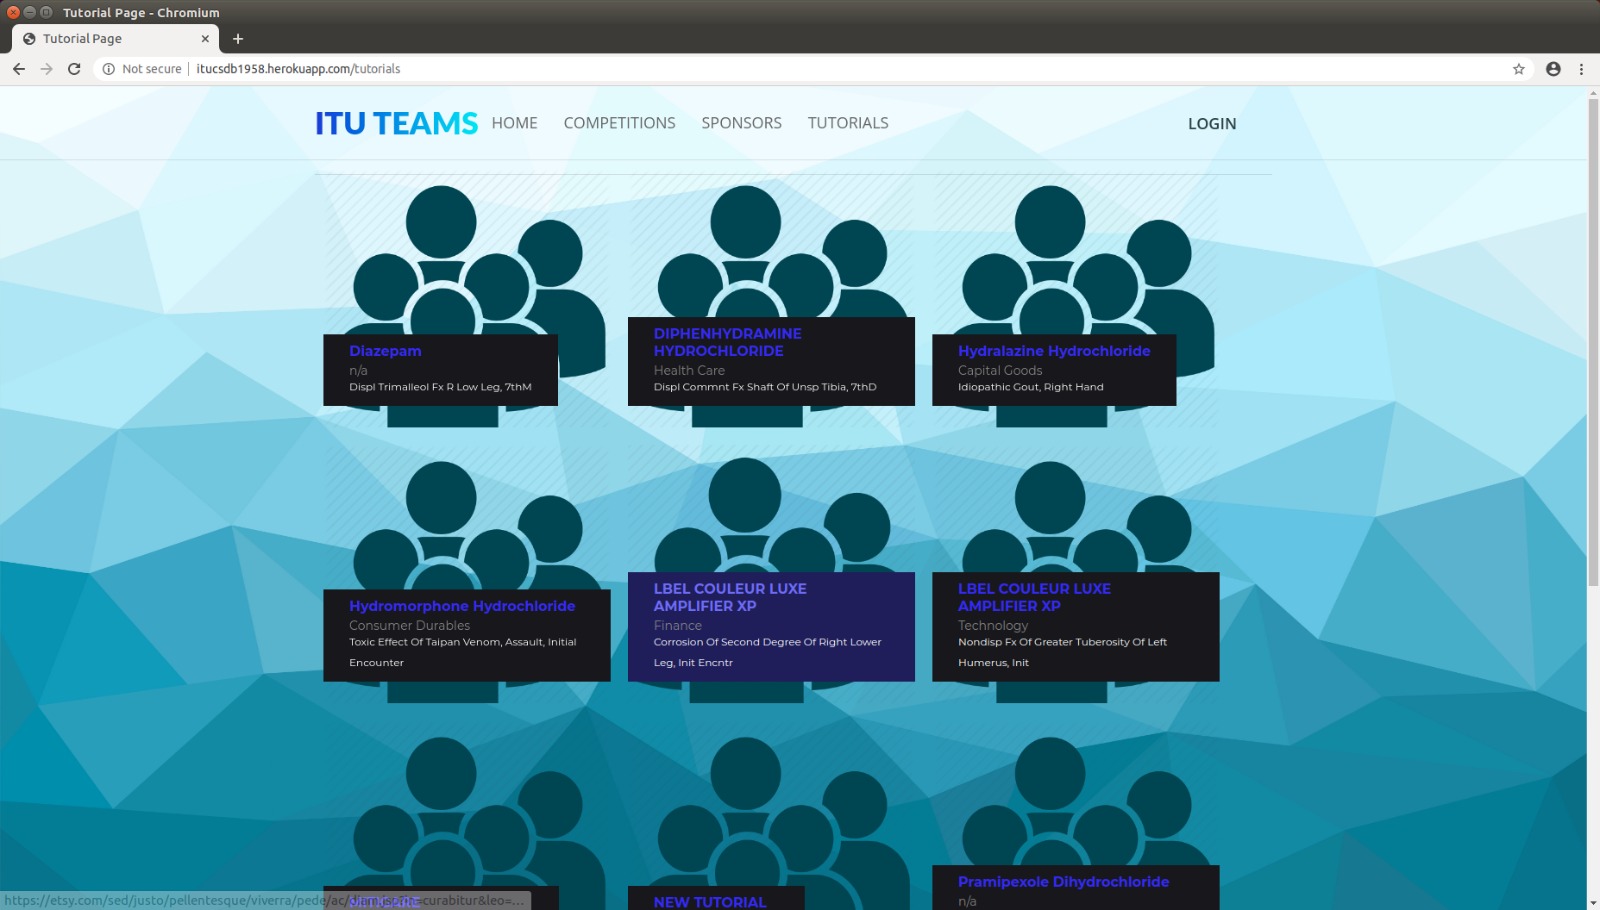 Tutorial Page - Chromium
Tutorial Page
Not secure
itucsdb1958.herokuapp.com/tutorials
ITU TEAMS
HOME
COMPETITIONS
SPONSORS
TUTORIALS
LOGIN
Diazepam
n/a
Displ Trimalleol Fx R Low Leg, 7thM
DIPHENHYDRAMINE
HYDROCHLORIDE
Health Care
Displ Commnt Fx Shaft Of Unsp Tibia, 7thD
Hydralazine Hydrochloride
Capital Goods
Idiopathic Gout, Right Hand
Hydromorphone Hydrochloride
Consumer Durables
Toxic Effect Of Taipan Venom, Assault, Initial
Encounter
LBEL COULEUR LUXE
AMPLIFIER XP
Finance
Corrosion Of Second Degree Of Right Lower
Leg, Init Encntr
LBEL COULEUR LUXE
AMPLIFIER XP
Technology
Nondisp Fx Of Greater Tuberosity Of Left
Humerus, Init
NEW TUTORIAL
Pramipexole Dihydrochloride
n/a
https://etsy.com/sed/justo/pellentesque/viverra/pede/ac/
=curabitur&leo=...